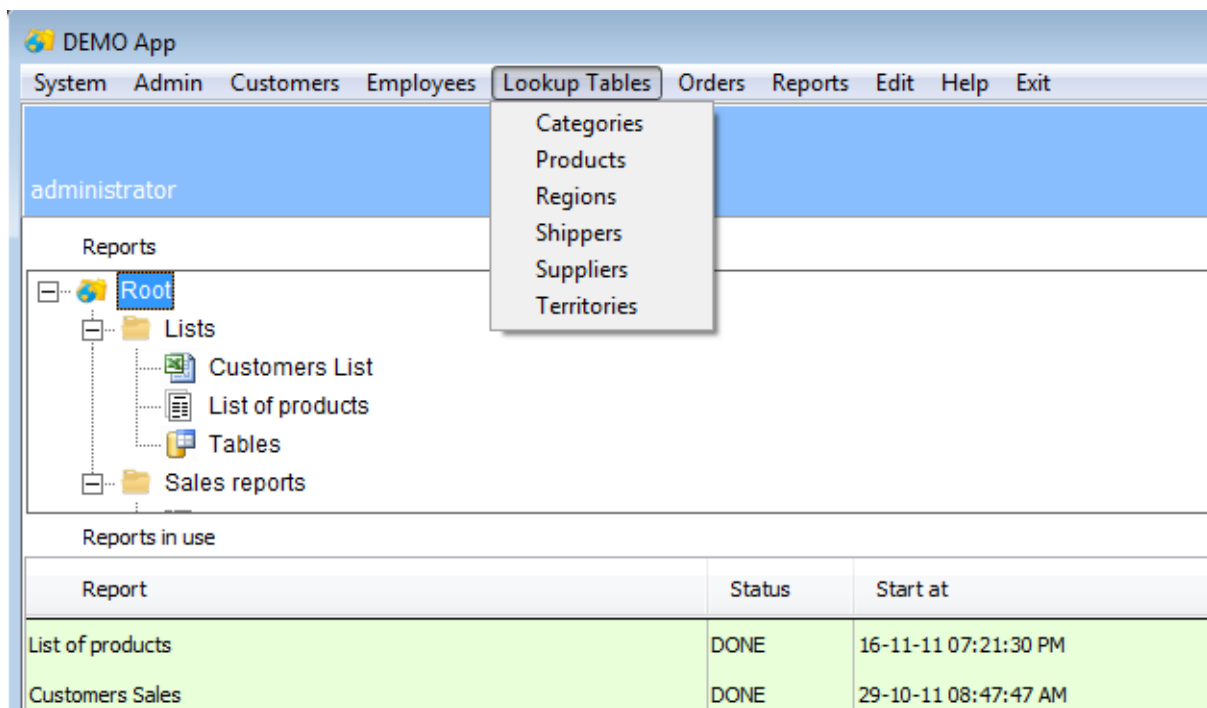 DEMO App
System Admin Customers Employees Lookup Tables Orders Reports Edit Help Exit
Categories
Products
administrator
Regions
Shippers
Reports
Suppliers
Root
Territories
Lists
Customers List
List of products
Tables
Sales reports
Reports in use
Report Status Start at
List of products DONE 16-11-11 07:21:30 PM
Customers Sales DONE 29-10-11 08:47:47 AM